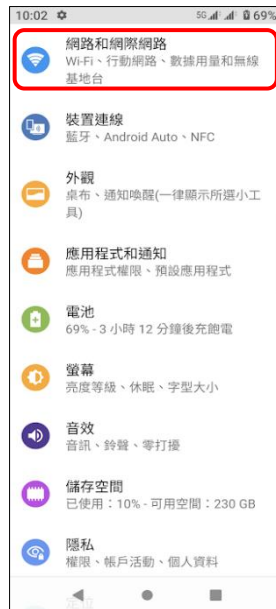 10:02 5G 69%
網路和網際網路
Wi-Fi、行動網路、數據用量和無線
基地台
裝置連線
藍牙、Android Auto、NFC
外觀
桌布、通知喚醒(一律顯示所選小工
具)
應用程式和通知
應用程式權限、預設應用程式
電池
69% - 3 小時 12 分鐘後充飽電
螢幕
亮度等級、休眠、字型大小
音效
音訊、鈴聲、零打擾
儲存空間
已使用：10% - 可用空間：230 GB
隱私
權限、帳戶活動、個人資料
定位